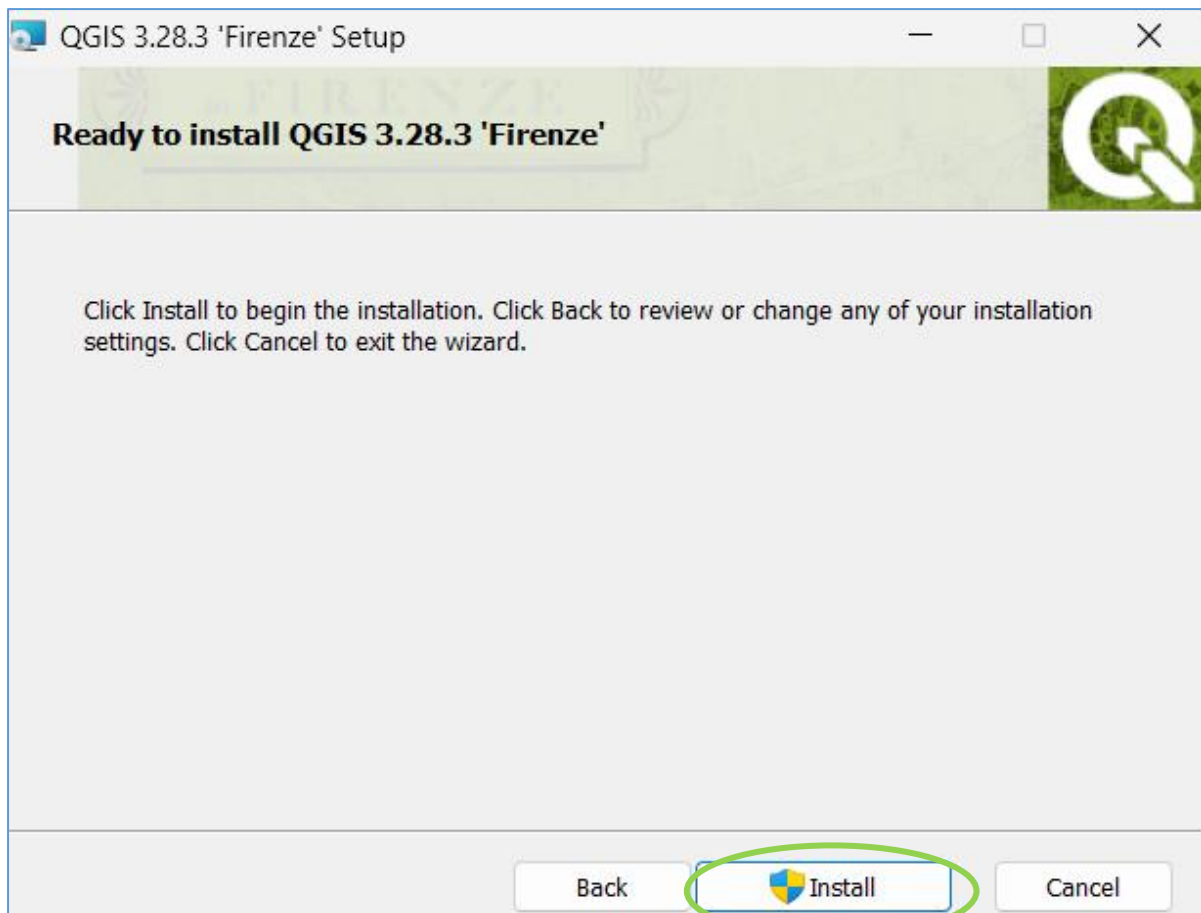 QGIS 3.28.3 'Firenze' Setup
FIRENZE
Ready to install QGIS 3.28.3 'Firenze'
Click Install to begin the installation. Click Back to review or change any of your installation
settings. Click Cancel to exit the wizard.
Back
Install
Cancel